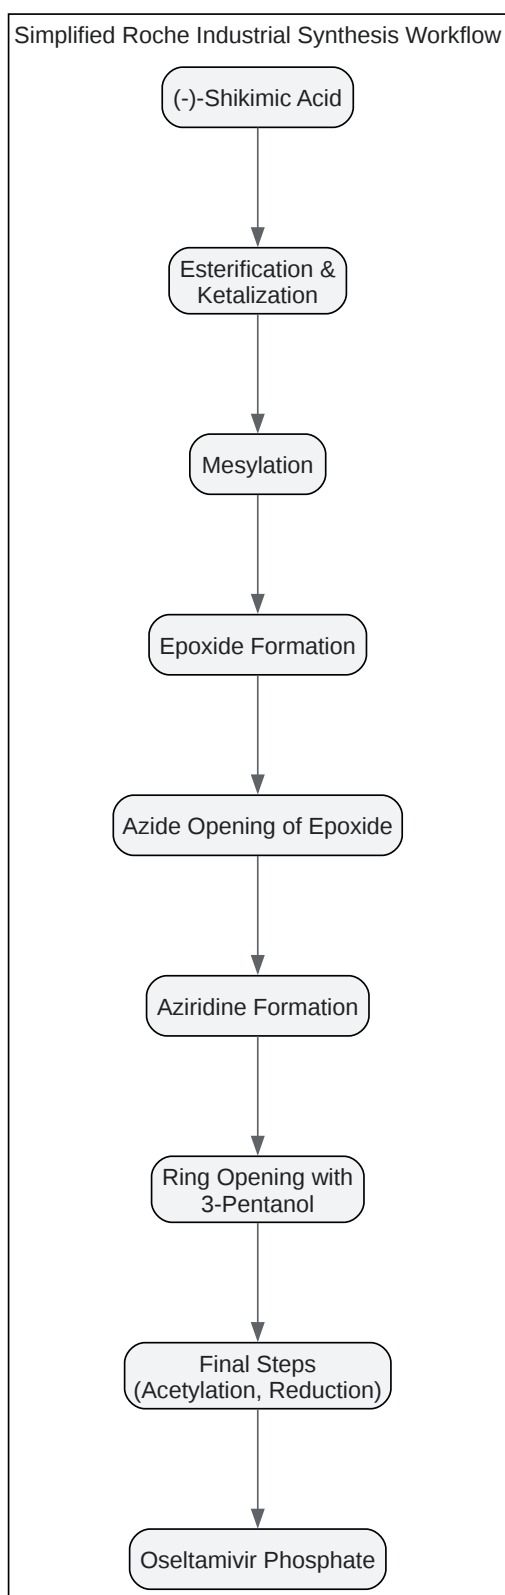 Simplified Roche Industrial Synthesis Workflow
(-)-Shikimic Acid
Esterification &
Ketalization
Mesylation
Epoxide Formation
Azide Opening of Epoxide
Aziridine Formation
Ring Opening with
3-Pentanol
Final Steps
(Acetylation, Reduction)
Oseltamivir Phosphate